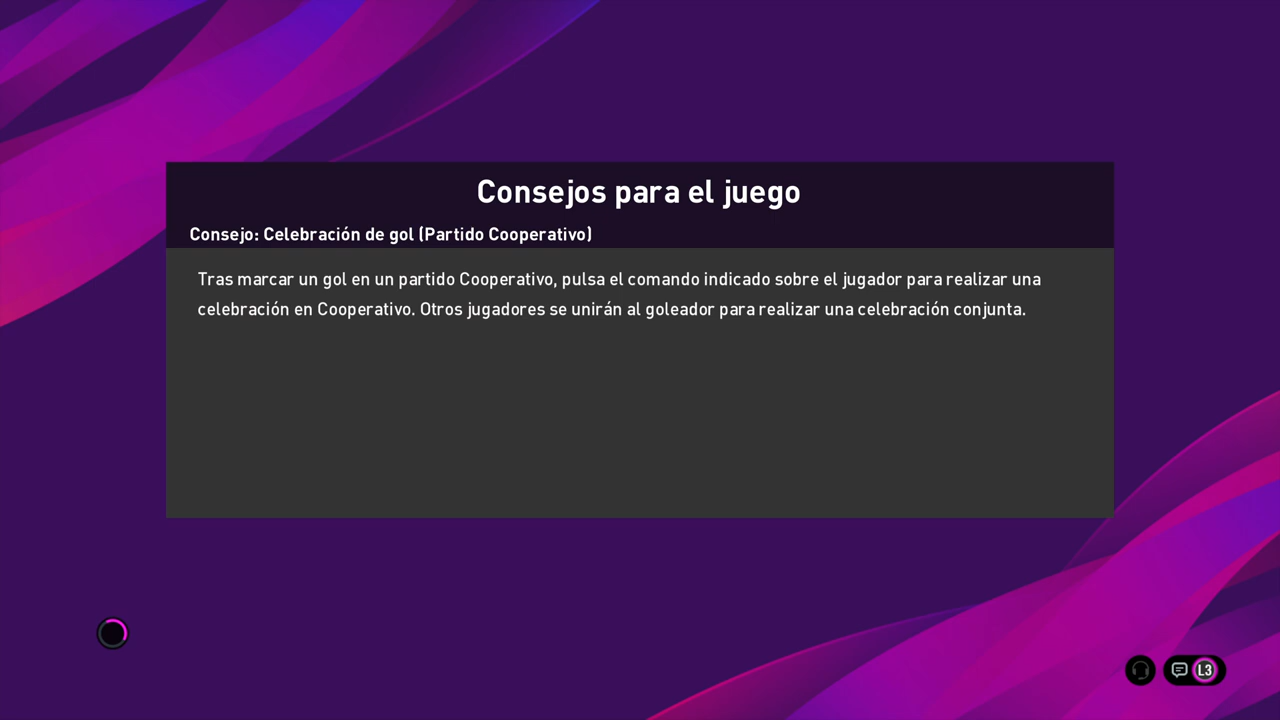 Consejos para el juego
Consejo: Celebración de gol (Partido Cooperativo)
Tras marcar un gol en un partido Cooperativo, pulsa el comando indicado sobre el jugador para realizar una
celebración en Cooperativo. Otros jugadores se unirán al goleador para realizar una celebración conjunta.
L3